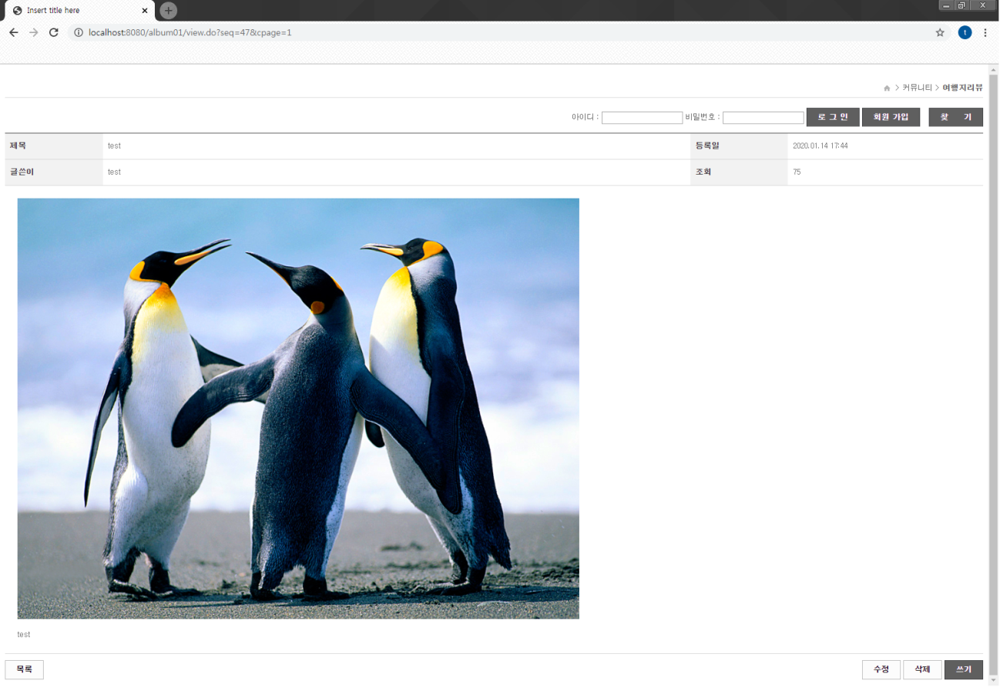 Insert title here
localhost:8080/album01/view.do?seq=47&cpage=1
t
> 커뮤니티 > 여행지리뷰
아이디 : 비밀번호 : 로그인 회원 가입 찾 기
제목 test 등록일 2020.01.14 17:44
글쓴이 test 조회 75
test
목록 수정 삭제 쓰기